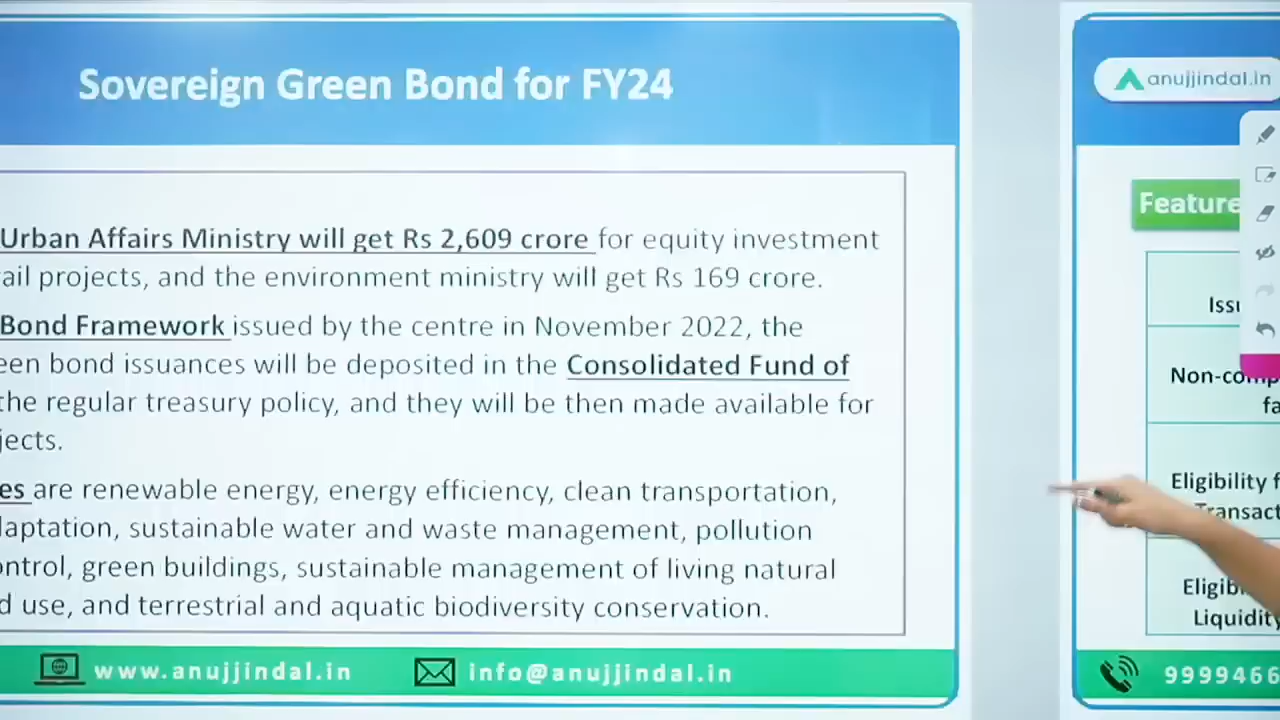 Sovereign Green Bond for FY24
Urban Affairs Ministry will get Rs 2,609 crore for equity investment
ail projects, and the environment ministry will get Rs 169 crore.
Bond Framework issued by the centre in November 2022, the
een bond issuances will be deposited in the Consolidated Fund of
the regular treasury policy, and they will be then made available for
jects.
es are renewable energy, energy efficiency, clean transportation,
laptation, sustainable water and waste management, pollution
ontrol, green buildings, sustainable management of living natural
d use, and terrestrial and aquatic biodiversity conservation.
www.anujjindal.in
info@anujjindal.in
anujjindal.in
Feature
Issu
Non-comp
fa
Eligibility f
Transact
Eligib
Liquidity
9999466